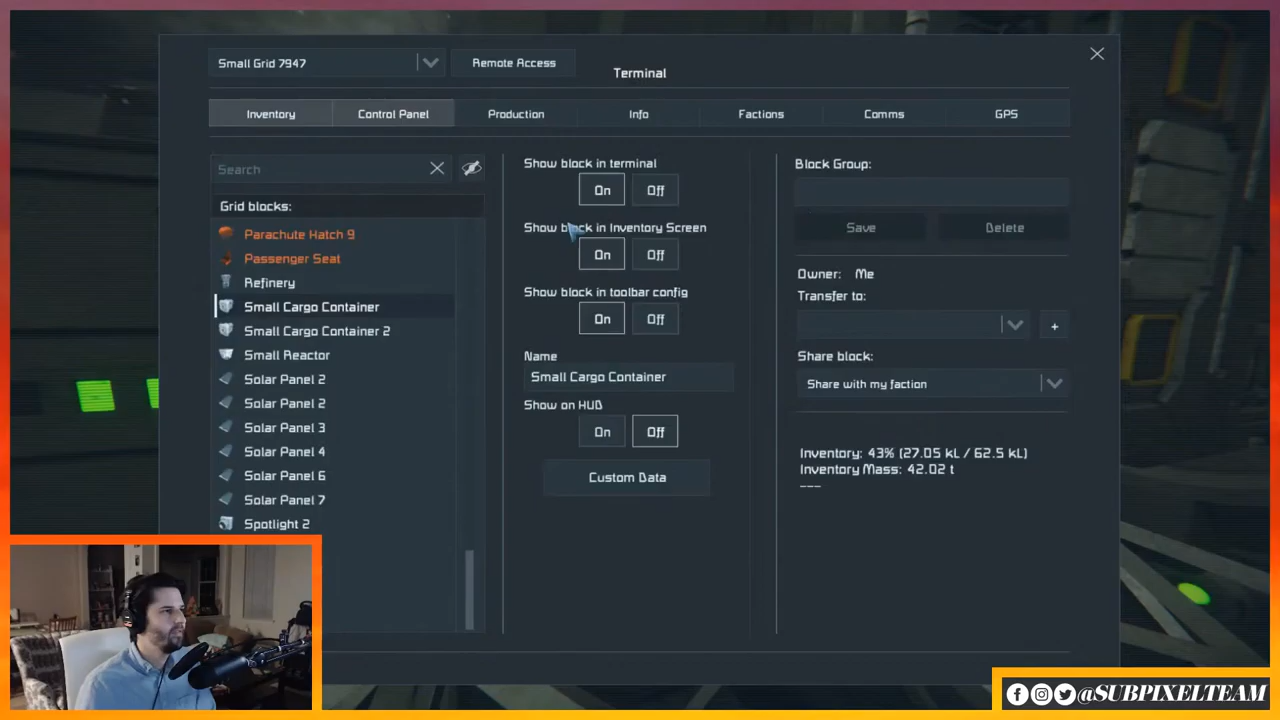 Small Grid 7947
Remote Access
Terminal
Inventory
Control Panel
Production
Info
Factions
Comms
GPS
Search
Grid blocks:
Parachute Hatch 9
Passenger Seat
Refinery
Small Cargo Container
Small Cargo Container 2
Small Reactor
Solar Panel 2
Solar Panel 2
Solar Panel 3
Solar Panel 4
Solar Panel 6
Solar Panel 7
Spotlight 2
Show block in terminal
On Off
Show block in Inventory Screen
On Off
Show block in toolbar config
On Off
Name
Small Cargo Container
Show on HUD
On Off
Custom Data
Block Group:
Save
Delete
Owner: Me
Transfer to:
+
Share block:
Share with my faction
Inventory: 43% (27.05 kL / 62.5 kL)
Inventory Mass: 42.02 t
---
@SUBPIXELTEAM